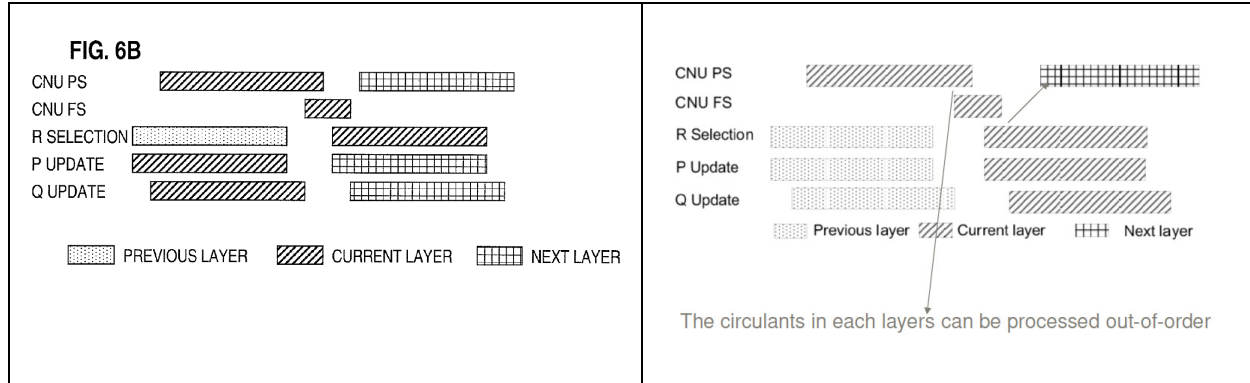 FIG. 6B
CNU PS
CNU FS
R SELECTION
P UPDATE
Q UPDATE
PREVIOUS LAYER
CURRENT LAYER
NEXT LAYER
CNU PS
CNU FS
R Selection
P Update
Q Update
Previous layer
Current layer
Next layer
The circulants in each layers can be processed out-of-order